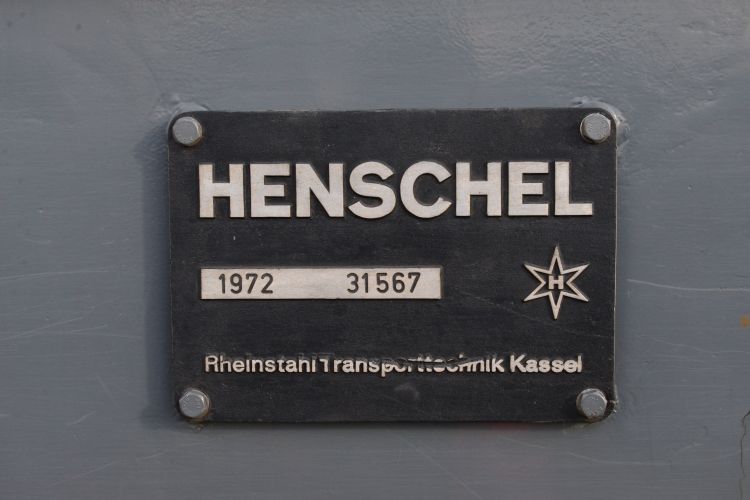 HENSCHEL
1972 31567
H
Rheinstahl Transporttechnik Kassel